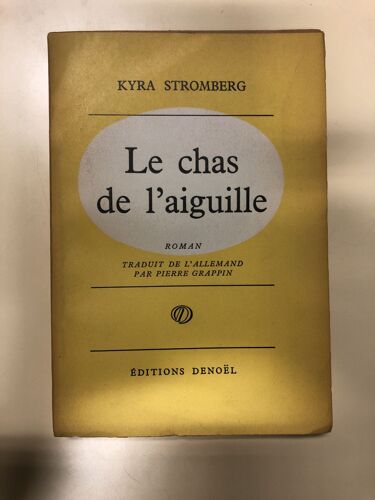 KYRA STROMBERG
Le chas
de l'aiguille
ROMAN
TRADUIT DE L'ALLEMAND
PAR PIERRE GRAPPIN
ÉDITIONS DENOËL